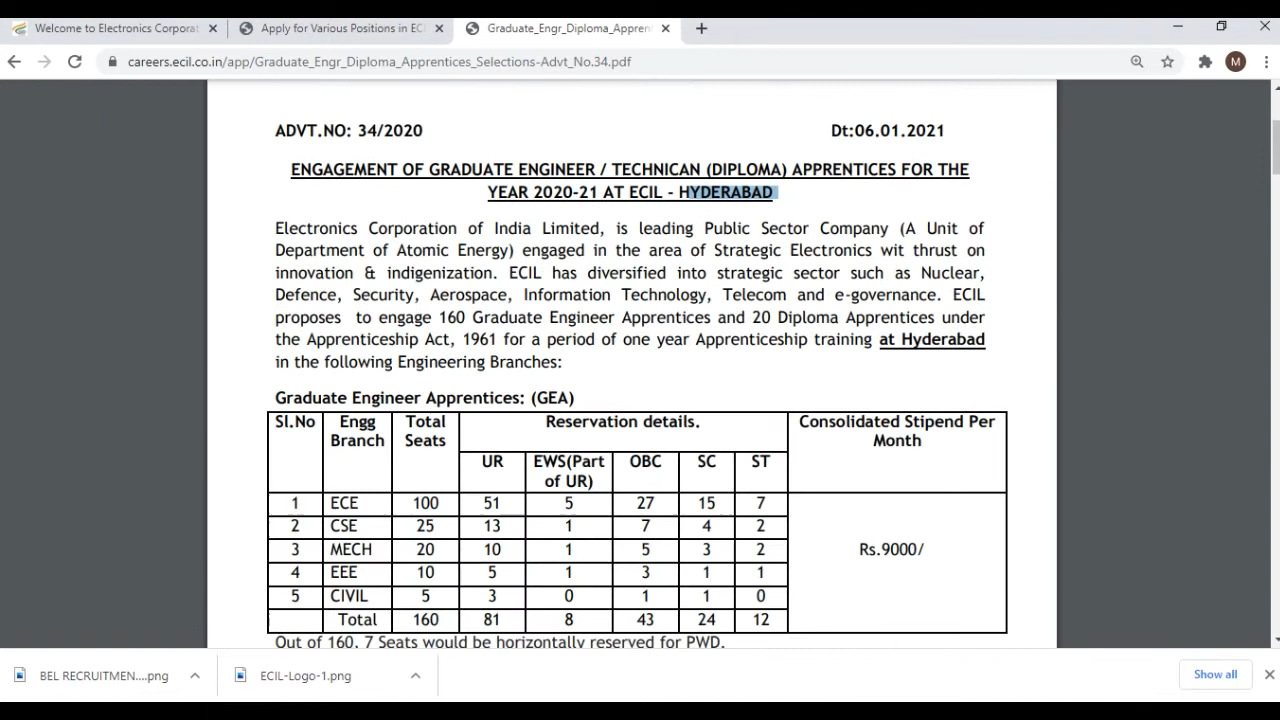 Welcome to Electronics Corporat
Apply for Various Positions in ECI
Graduate_Engr_Diploma_Appren
careers.ecil.co.in/app/Graduate_Engr_Diploma_Apprentices_Selections-Advt_No.34.pdf
M
ADVT.NO: 34/2020 Dt:06.01.2021
ENGAGEMENT OF GRADUATE ENGINEER / TECHNICAN (DIPLOMA) APPRENTICES FOR THE
YEAR 2020-21 AT ECIL - HYDERABAD
Electronics Corporation of India Limited, is leading Public Sector Company (A Unit of
Department of Atomic Energy) engaged in the area of Strategic Electronics wit thrust on
innovation & indigenization. ECIL has diversified into strategic sector such as Nuclear,
Defence, Security, Aerospace, Information Technology, Telecom and e-governance. ECIL
proposes to engage 160 Graduate Engineer Apprentices and 20 Diploma Apprentices under
the Apprenticeship Act, 1961 for a period of one year Apprenticeship training at Hyderabad
in the following Engineering Branches:
Graduate Engineer Apprentices: (GEA)
Sl.No Engg Total Reservation details. Consolidated Stipend Per
Branch Seats Month
UR EWS(Part OBC SC ST
of UR)
1 ECE 100 51 5 27 15 7
2 CSE 25 13 1 7 4 2
3 MECH 20 10 1 5 3 2 Rs.9000/
4 EEE 10 5 1 3 1 1
5 CIVIL 5 3 0 1 1 0
Total 160 81 8 43 24 12
Out of 160, 7 Seats would be horizontally reserved for PWD.
BEL RECRUITMEN....png
ECIL-Logo-1.png
Show all